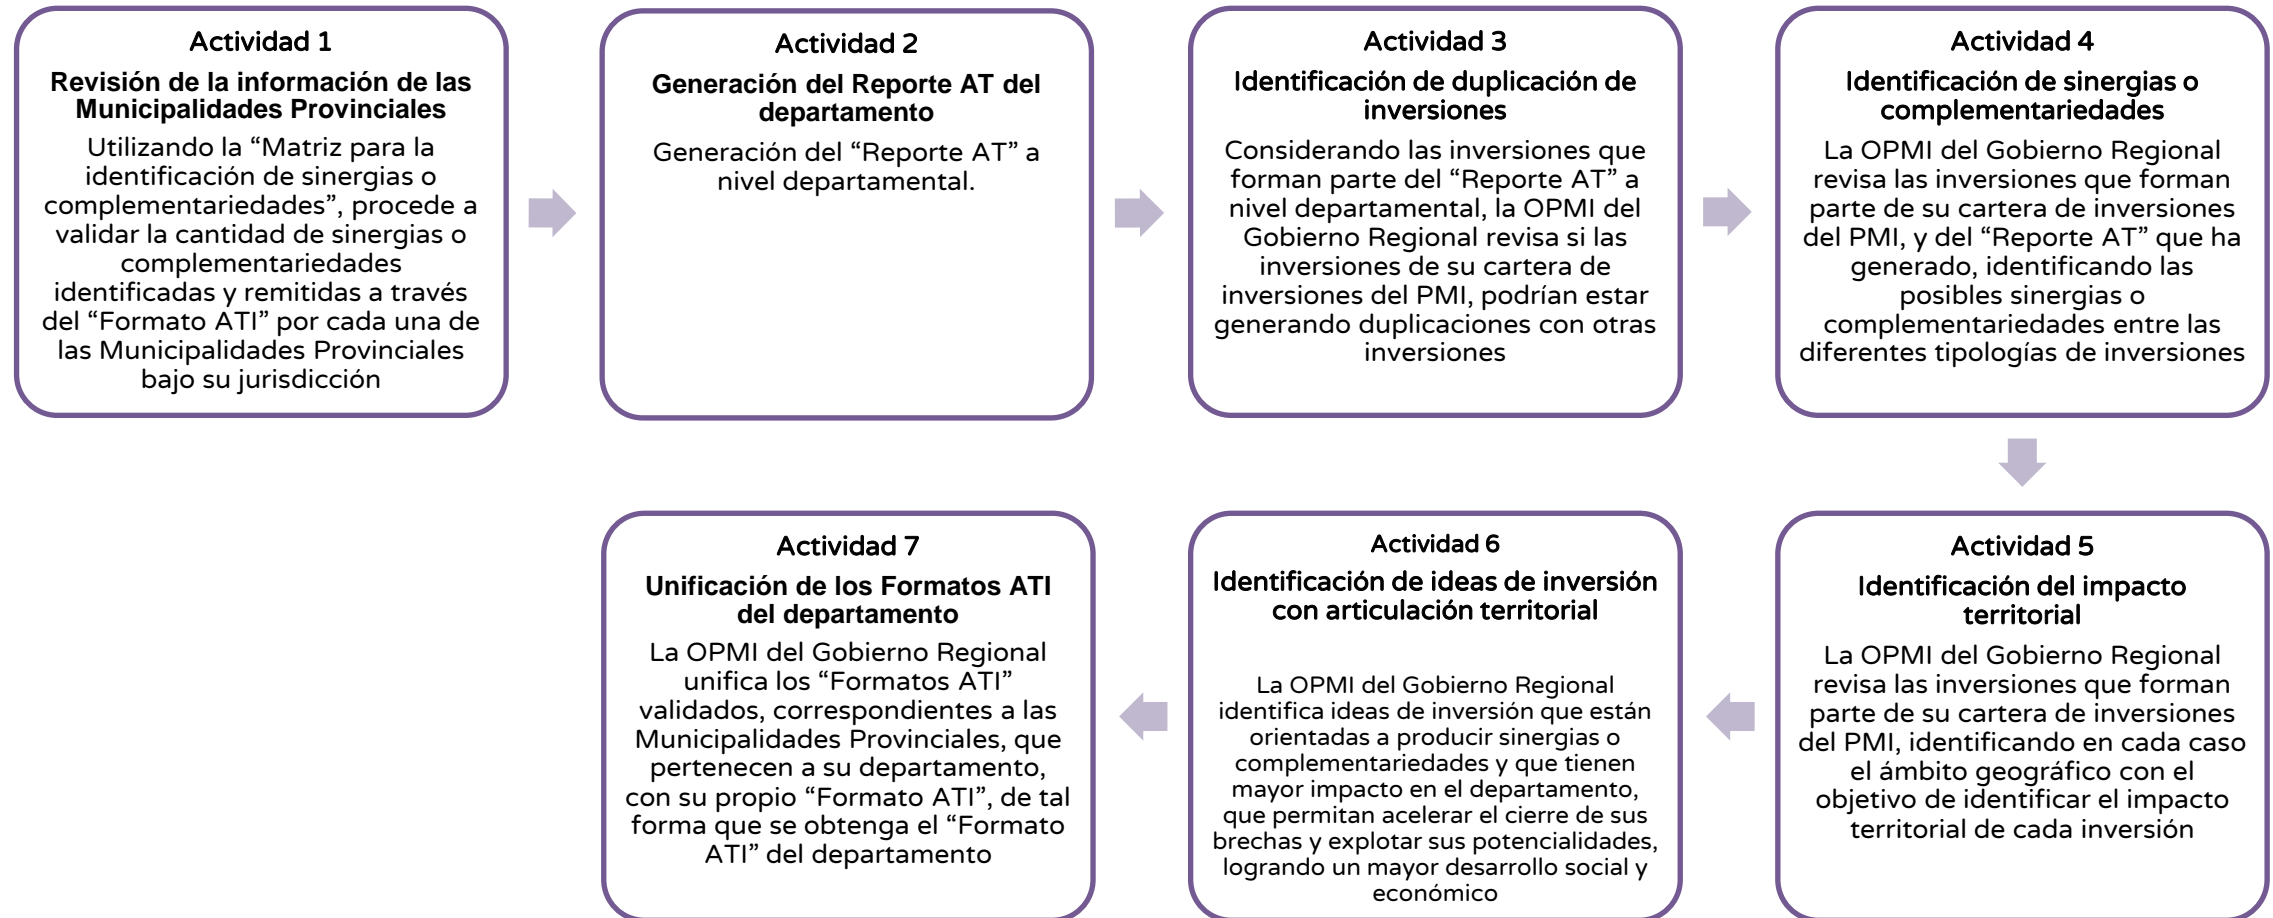 Actividad 1
Revisión de la información de las
Municipalidades Provinciales
Utilizando la “Matriz para la
identificación de sinergias o
complementariedades”, procede a
validar la cantidad de sinergias o
complementariedades
identificadas y remitidas a través
del “Formato ATI” por cada una de
las Municipalidades Provinciales
bajo su jurisdicción
Actividad 2
Generación del Reporte AT del
departamento
Generación del “Reporte AT” a
nivel departamental.
Actividad 3
Identificación de duplicación de
inversiones
Considerando las inversiones que
forman parte del “Reporte AT” a
nivel departamental, la OPMI del
Gobierno Regional revisa si las
inversiones de su cartera de
inversiones del PMI, podrían estar
generando duplicaciones con otras
inversiones
Actividad 4
Identificación de sinergias o
complementariedades
La OPMI del Gobierno Regional
revisa las inversiones que forman
parte de su cartera de inversiones
del PMI, y del “Reporte AT” que ha
generado, identificando las
posibles sinergias o
complementariedades entre las
diferentes tipologías de inversiones
Actividad 5
Identificación del impacto
territorial
La OPMI del Gobierno Regional
revisa las inversiones que forman
parte de su cartera de inversiones
del PMI, identificando en cada caso
el ámbito geográfico con el
objetivo de identificar el impacto
territorial de cada inversión
Actividad 6
Identificación de ideas de inversión
con articulación territorial
La OPMI del Gobierno Regional
identifica ideas de inversión que están
orientadas a producir sinergias o
complementariedades y que tienen
mayor impacto en el departamento,
que permitan acelerar el cierre de sus
brechas y explotar sus potencialidades,
logrando un mayor desarrollo social y
económico
Actividad 7
Unificación de los Formatos ATI
del departamento
La OPMI del Gobierno Regional
unifica los “Formatos ATI”
validados, correspondientes a las
Municipalidades Provinciales, que
pertenecen a su departamento,
con su propio “Formato ATI”, de tal
forma que se obtenga el “Formato
ATI” del departamento